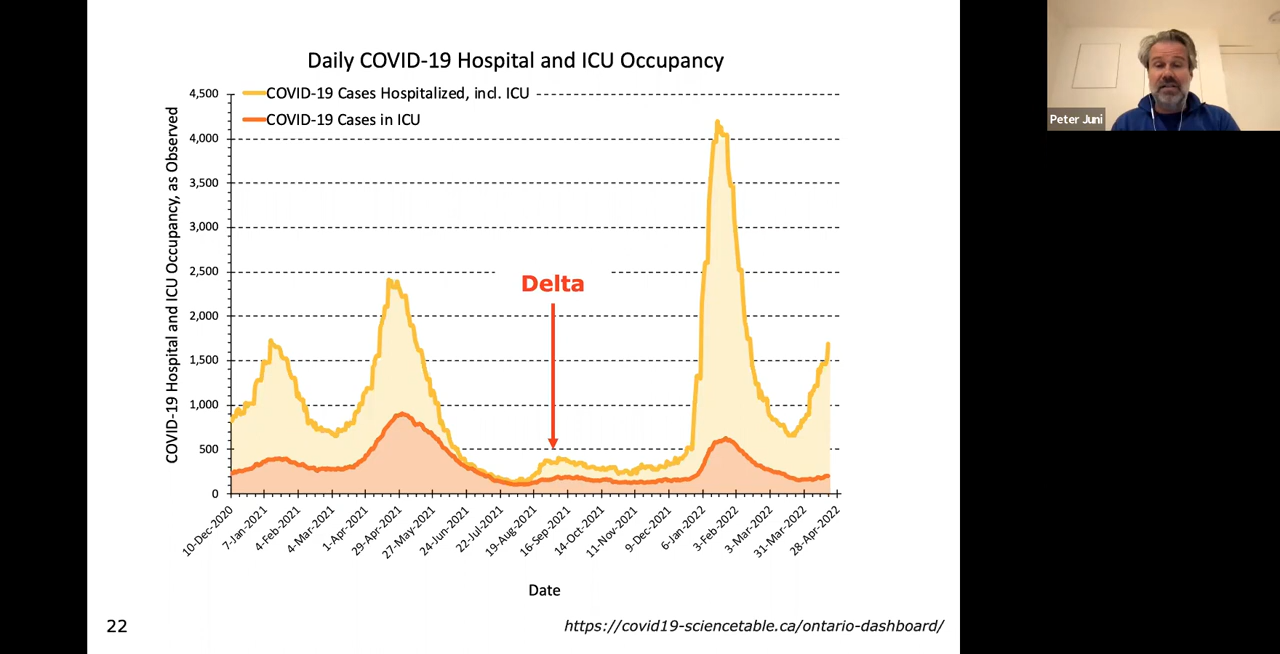 Daily COVID-19 Hospital and ICU Occupancy
COVID-19 Cases Hospitalized, incl. ICU
COVID-19 Cases in ICU
COVID-19 Hospital and ICU Occupancy, as Observed
4,500
4,000
3,500
3,000
2,500
2,000
1,500
1,000
500
0
Delta
10-Dec-2020
7-Jan-2021
4-Feb-2021
4-Mar-2021
1-Apr-2021
29-Apr-2021
27-May-2021
24-Jun-2021
22-Jul-2021
19-Aug-2021
16-Sep-2021
14-Oct-2021
11-Nov-2021
9-Dec-2021
6-Jan-2022
3-Feb-2022
3-Mar-2022
31-Mar-2022
28-Apr-2022
Date
22
https://covid19-sciencetable.ca/ontario-dashboard/
Peter Juni